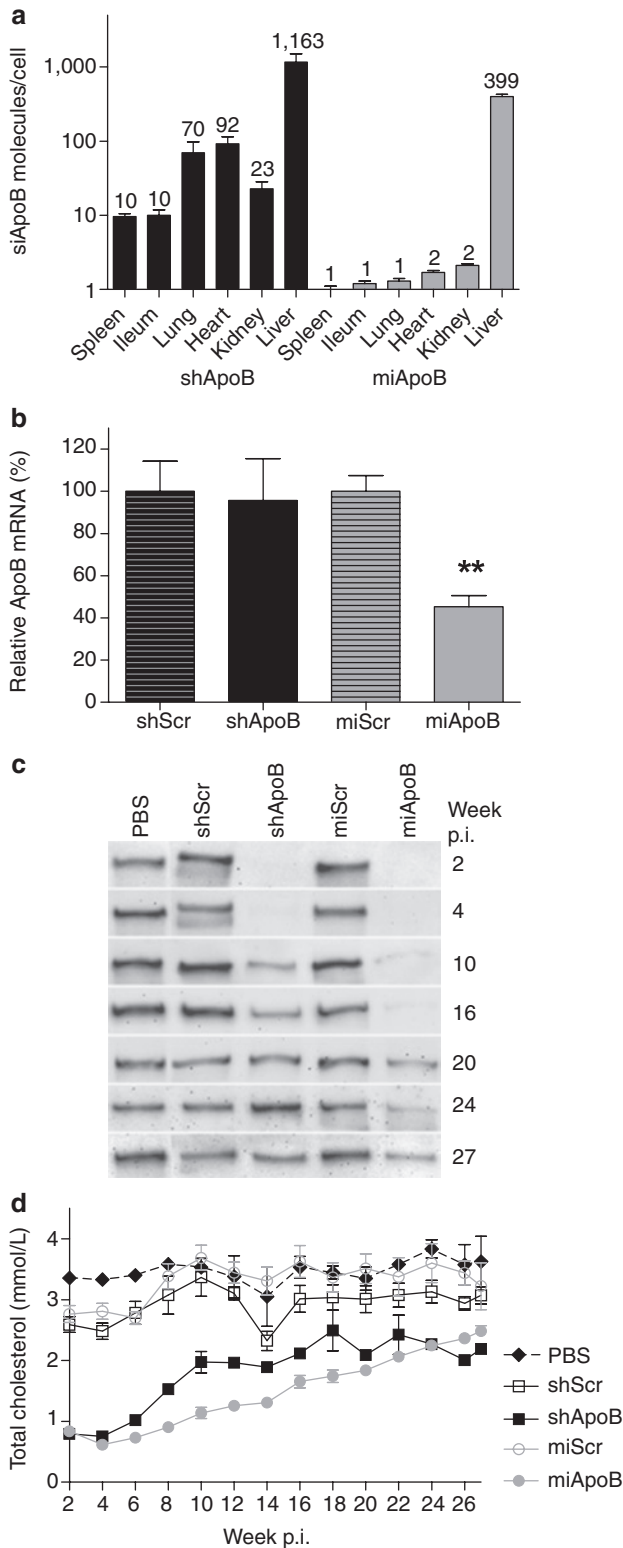 a
siApoB molecules/cell
1,000
100
10
1
10 10 70 92 23 1,163 1 1 1 2 2 399
Spleen Ileum Lung Heart Kidney Liver Spleen Ileum Lung Heart Kidney Liver
shApoB miApoB
b
Relative ApoB mRNA (%)
120
100
80
60
40
20
0
**
shScr shApoB miScr miApoB
c
PBS shScr shApoB miScr miApoB
Week
p.i.
2
4
10
16
20
24
27
d
Total cholesterol (mmol/L)
4
3
2
1
0
2 4 6 8 10 12 14 16 18 20 22 24 26
Week p.i.
PBS
shScr
shApoB
miScr
miApoB